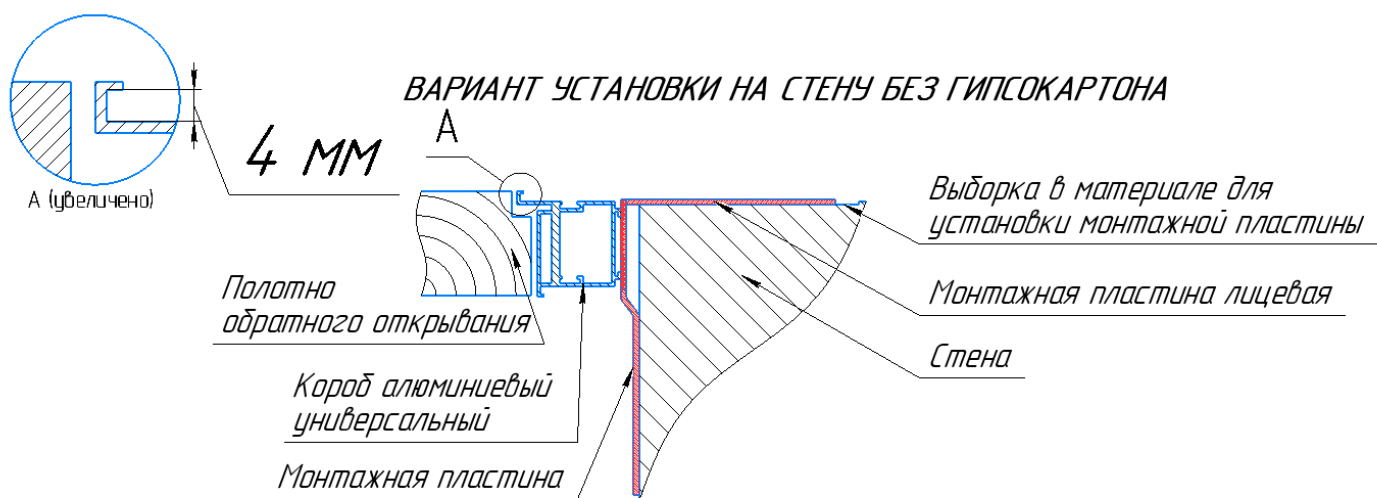 ВАРИАНТ УСТАНОВКИ НА СТЕНУ БЕЗ ГИПСОКАРТОНА
А
4 ММ
А (увеличено)
Выборка в материале для
установки монтажной пластины
Полотно
обратного открывания
Монтажная пластина лицевая
Стена
Короб алюминиевый
универсальный
Монтажная пластина